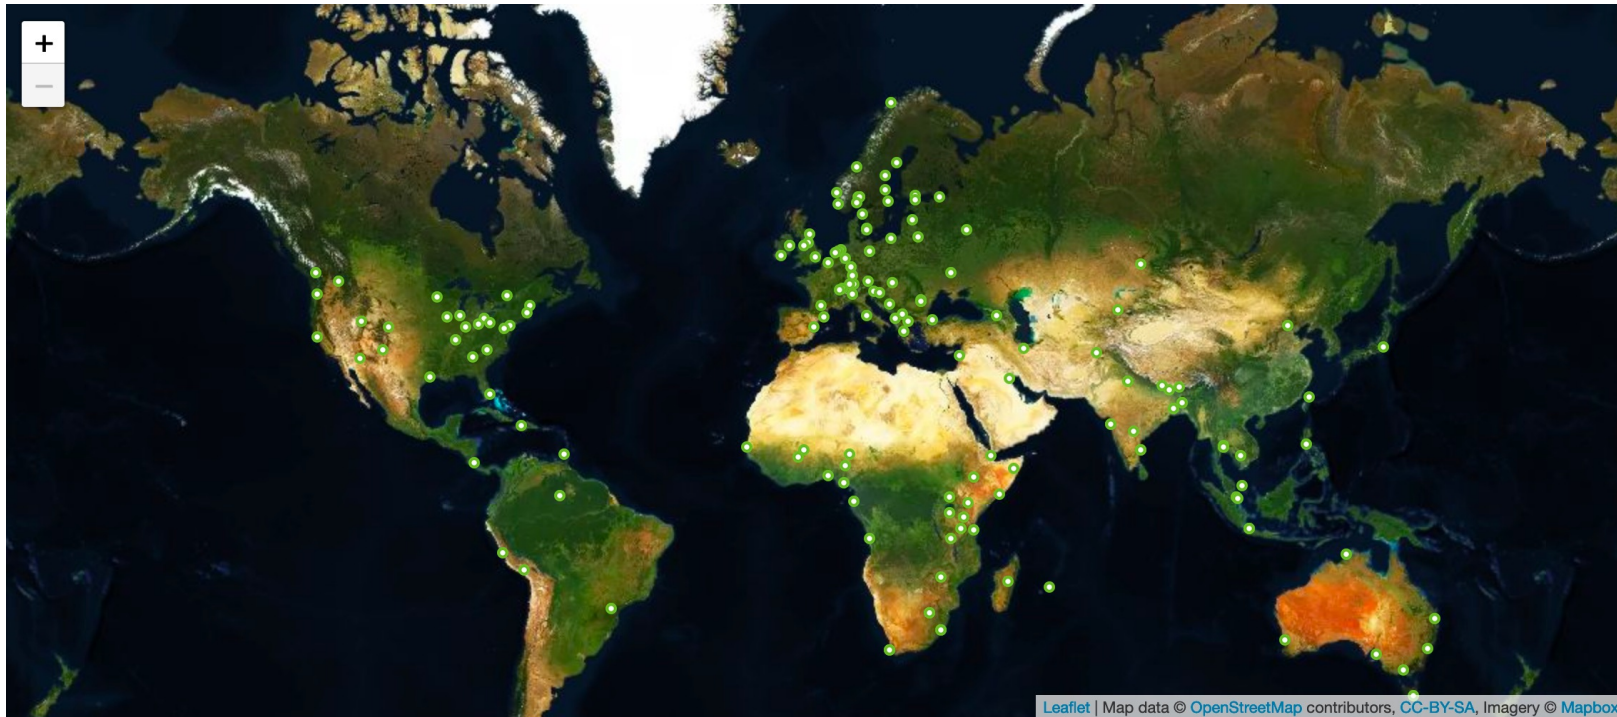 +
−
Leaflet | Map data © OpenStreetMap contributors, CC-BY-SA, Imagery © Mapbox